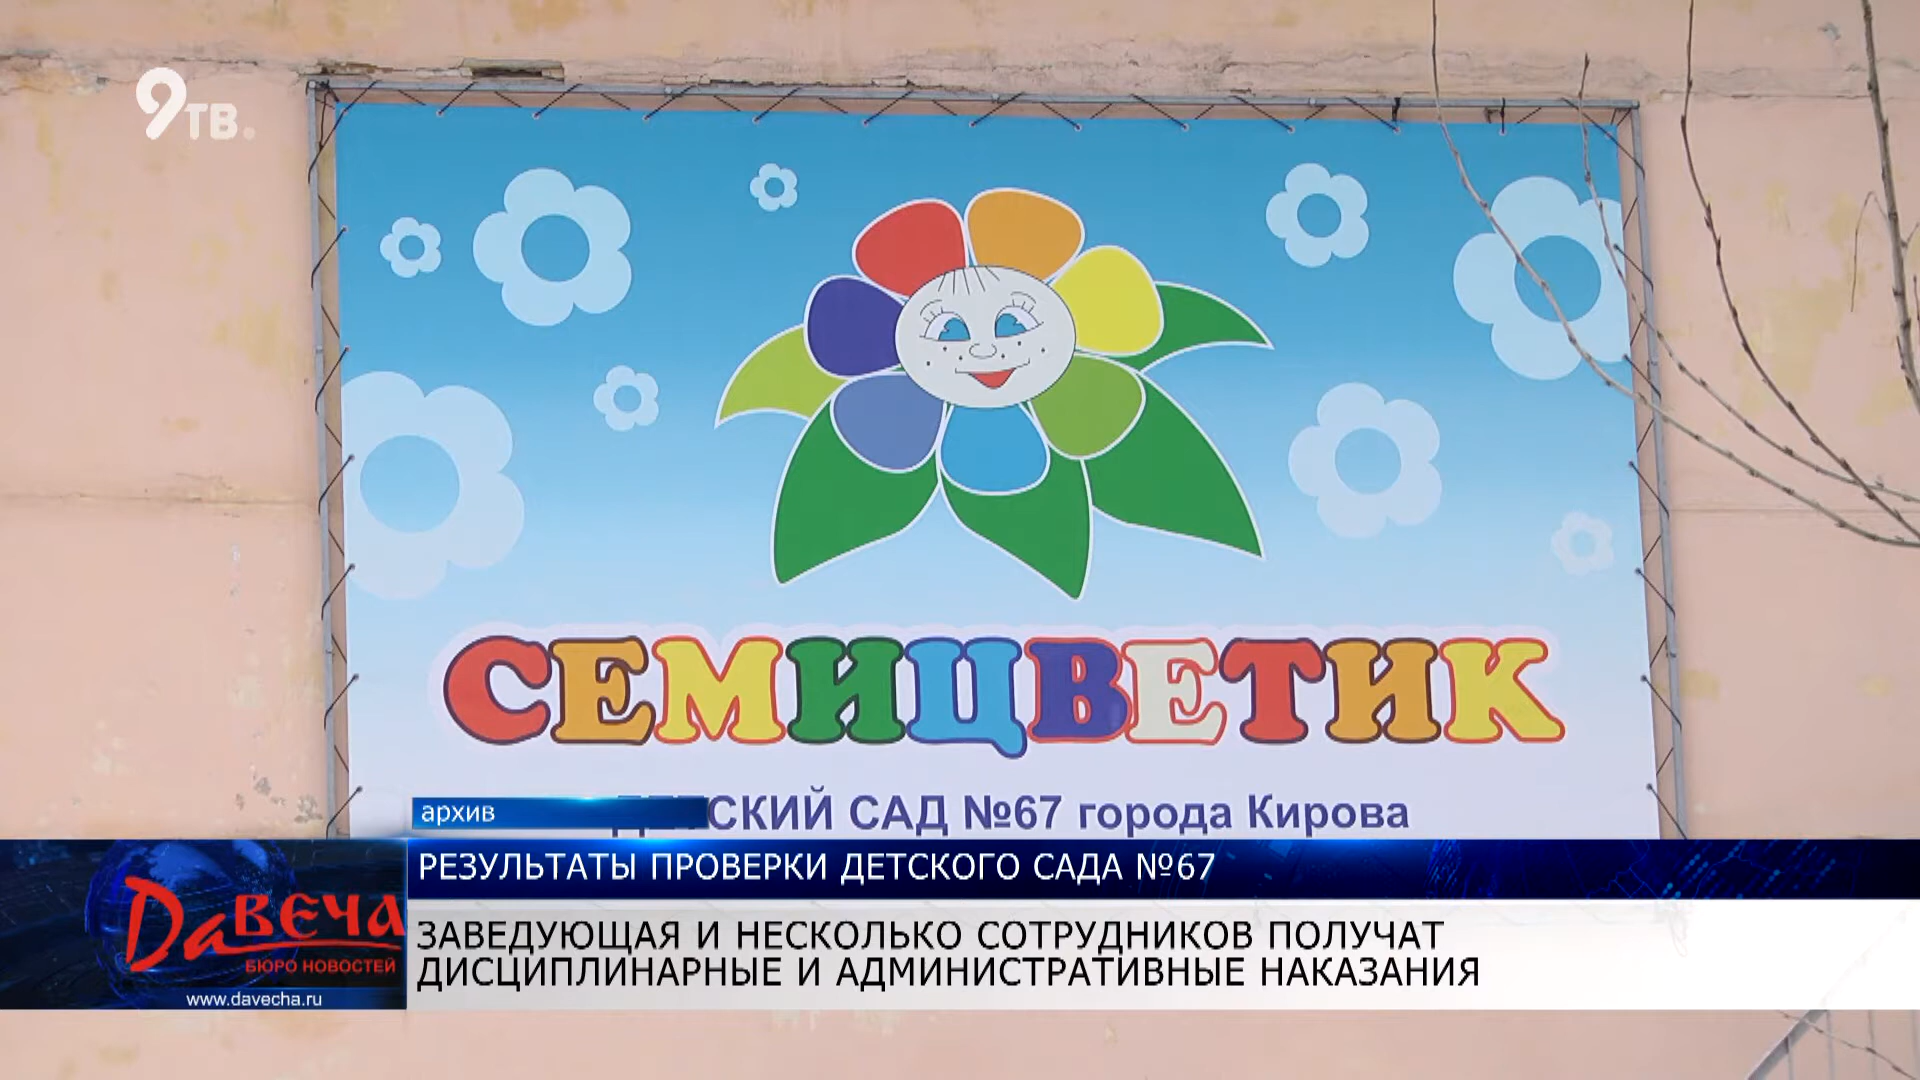 9ТВ.
СЕМИЦВЕТИК
ДЕТСКИЙ САД №67 города Кирова
архив
РЕЗУЛЬТАТЫ ПРОВЕРКИ ДЕТСКОГО САДА №67
ДаВЕЧА
БЮРО НОВОСТЕЙ
www.davecha.ru
ЗАВЕДУЮЩАЯ И НЕСКОЛЬКО СОТРУДНИКОВ ПОЛУЧАТ
ДИСЦИПЛИНАРНЫЕ И АДМИНИСТРАТИВНЫЕ НАКАЗАНИЯ